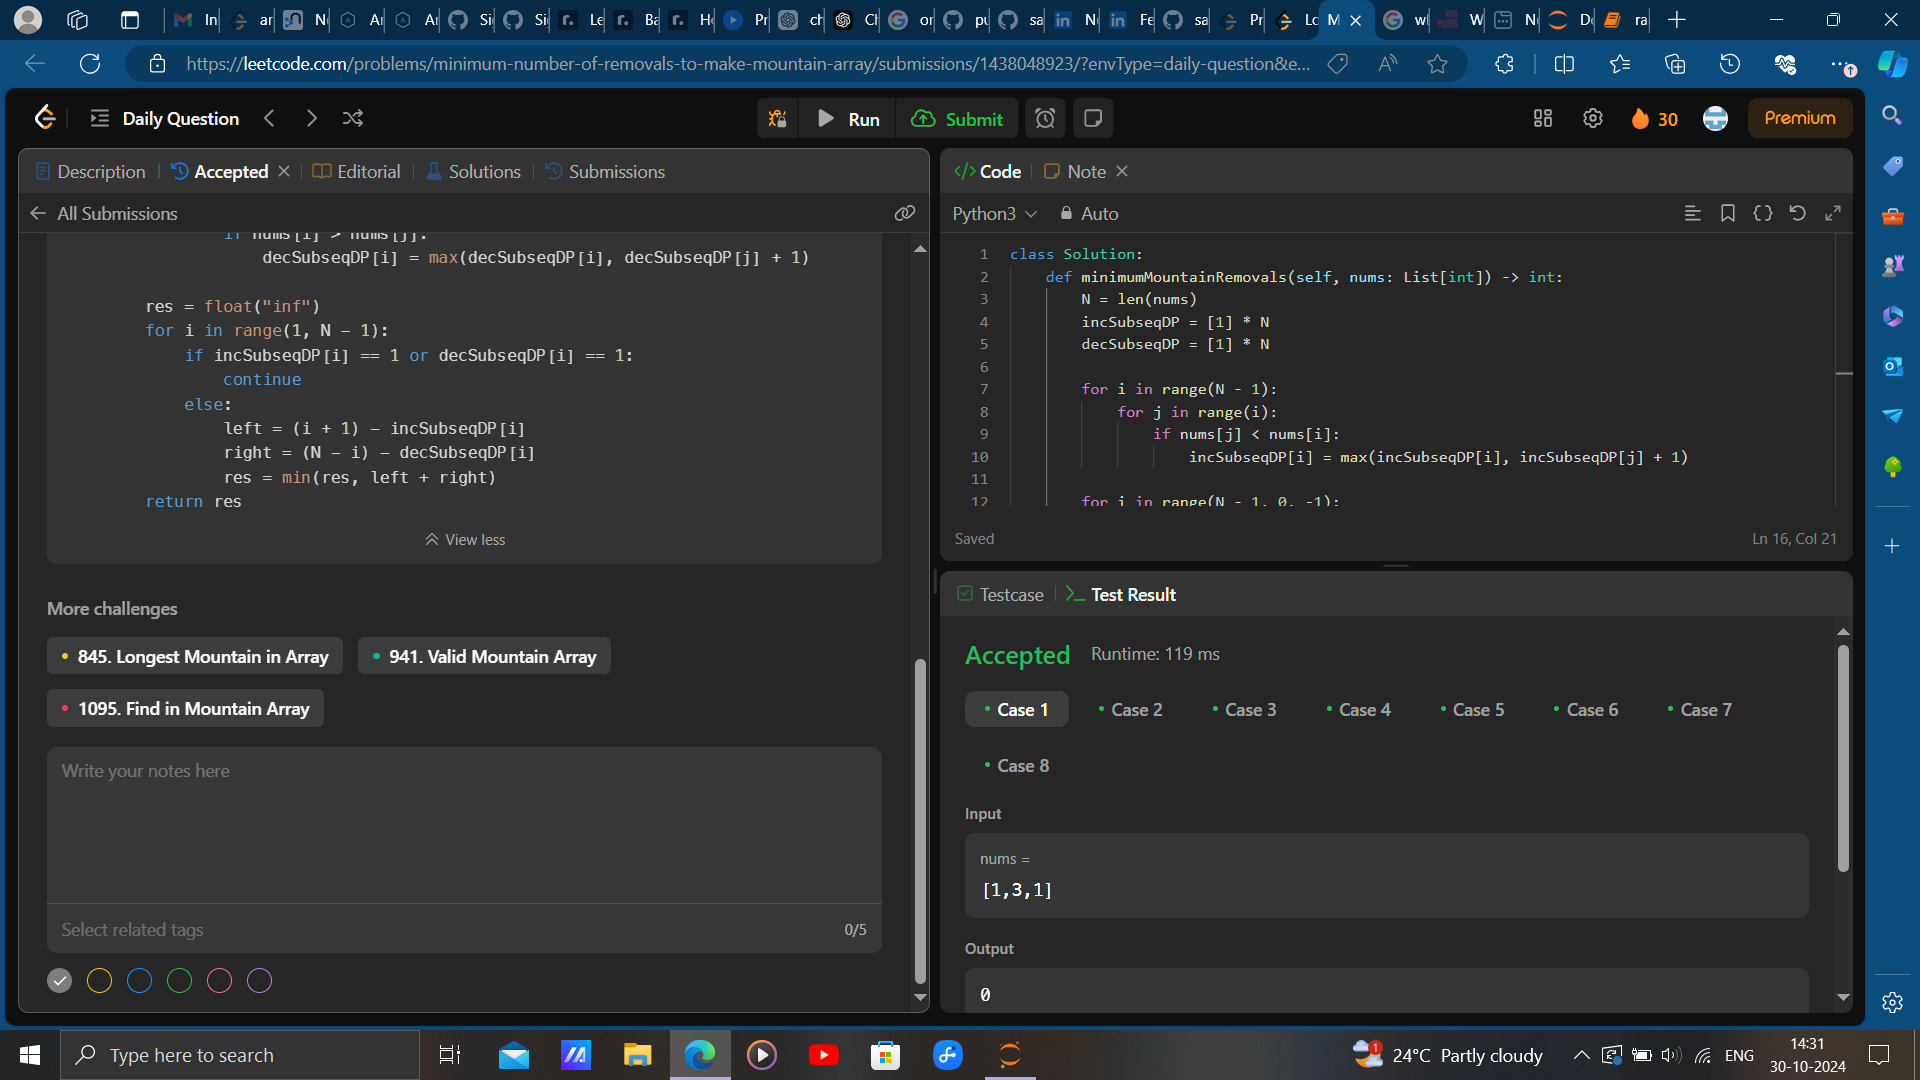 In
ar
N
Ar
Ar
Si
Si
Le
Ba
H
Pr
ch
Ch
or
pu
sa
N
Fe
sa
Pr
Lo
M
wl
W
N
D
ra
https://leetcode.com/problems/minimum-number-of-removals-to-make-mountain-array/submissions/1438048923/?envType=daily-question&e...
Daily Question
Run
Submit
30
Premium
Description
Accepted
Editorial
Solutions
Submissions
All Submissions
if nums[i] > nums[j]:
decSubseqDP[i] = max(decSubseqDP[i], decSubseqDP[j] + 1)
res = float("inf")
for i in range(1, N - 1):
if incSubseqDP[i] == 1 or decSubseqDP[i] == 1:
continue
else:
left = (i + 1) - incSubseqDP[i]
right = (N - i) - decSubseqDP[i]
res = min(res, left + right)
return res
View less
More challenges
845. Longest Mountain in Array
941. Valid Mountain Array
1095. Find in Mountain Array
Write your notes here
Select related tags
0/5
</> Code
Note
Python3
Auto
1 class Solution:
2 def minimumMountainRemovals(self, nums: List[int]) -> int:
3 N = len(nums)
4 incSubseqDP = [1] * N
5 decSubseqDP = [1] * N
6
7 for i in range(N - 1):
8 for j in range(i):
9 if nums[j] < nums[i]:
10 incSubseqDP[i] = max(incSubseqDP[i], incSubseqDP[j] + 1)
11
12 for i in range(N - 1, 0, -1):
Saved
Ln 16, Col 21
Testcase
Test Result
Accepted
Runtime: 119 ms
Case 1
Case 2
Case 3
Case 4
Case 5
Case 6
Case 7
Case 8
Input
nums =
[1,3,1]
Output
0
Type here to search
1
24°C Partly cloudy
ENG
14:31
30-10-2024